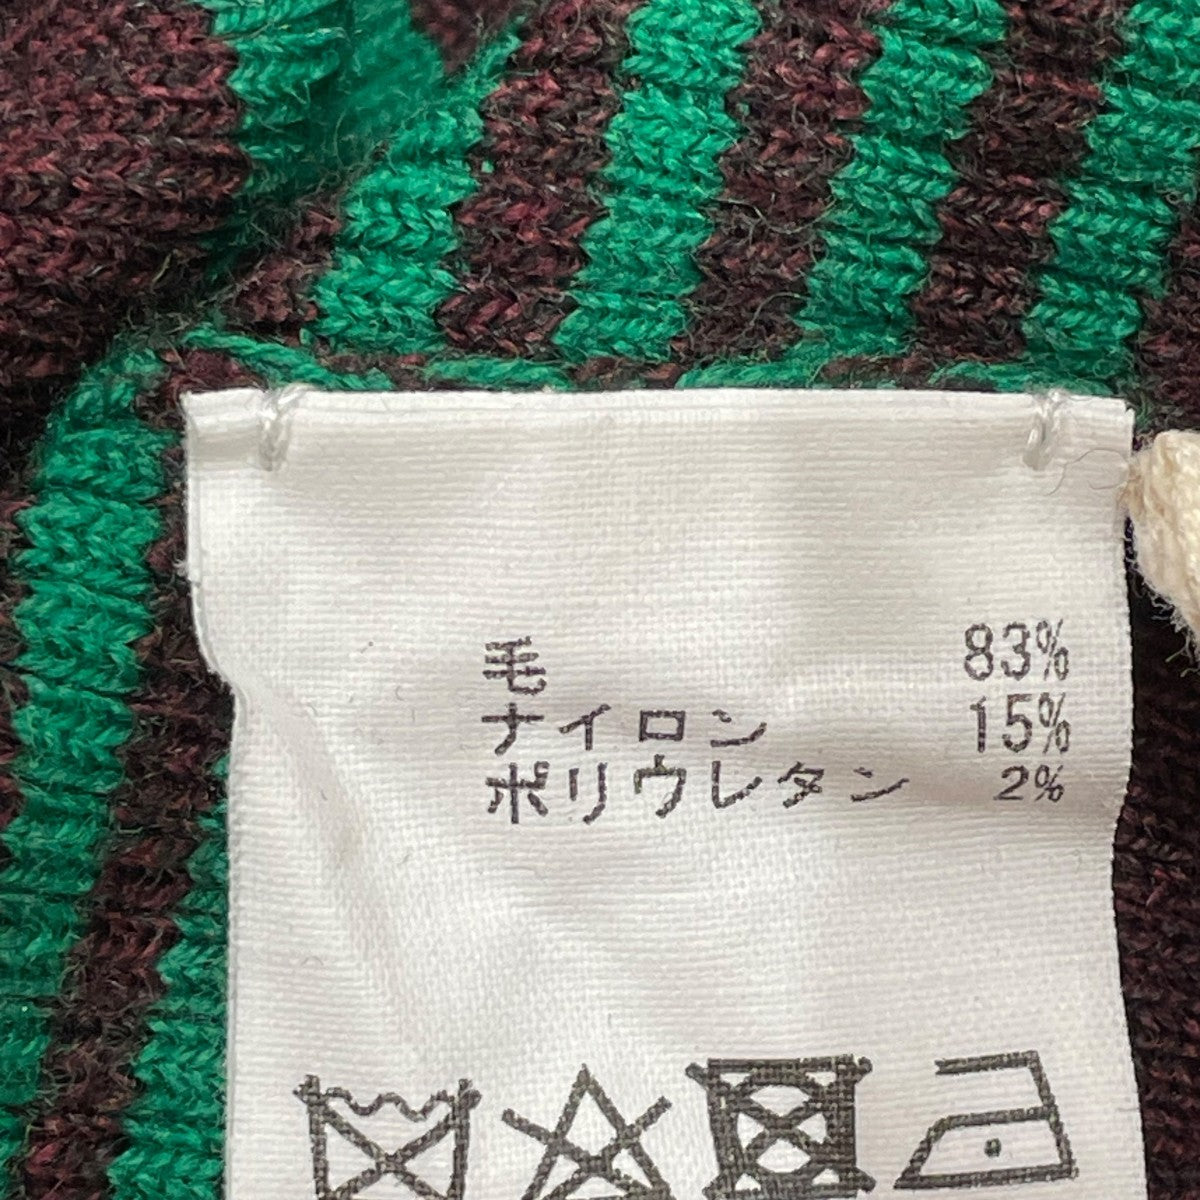 毛 83%
ナイロン 15%
ポリウレタン 2%